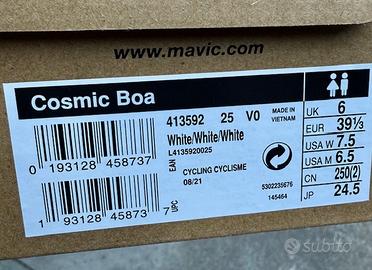 www.mavic.com
Cosmic Boa
413592 25 V0
MADE IN
VIETNAM
White/White/White
L4135920025
EAN
0 193128 458737
CYCLING CYCLISME
08/21
5302235676
145464
1 93128 45873 7
UPC
UK 6
EUR 39⅓
USA W 7.5
USA M 6.5
CN 250(2)
JP 24.5
subito